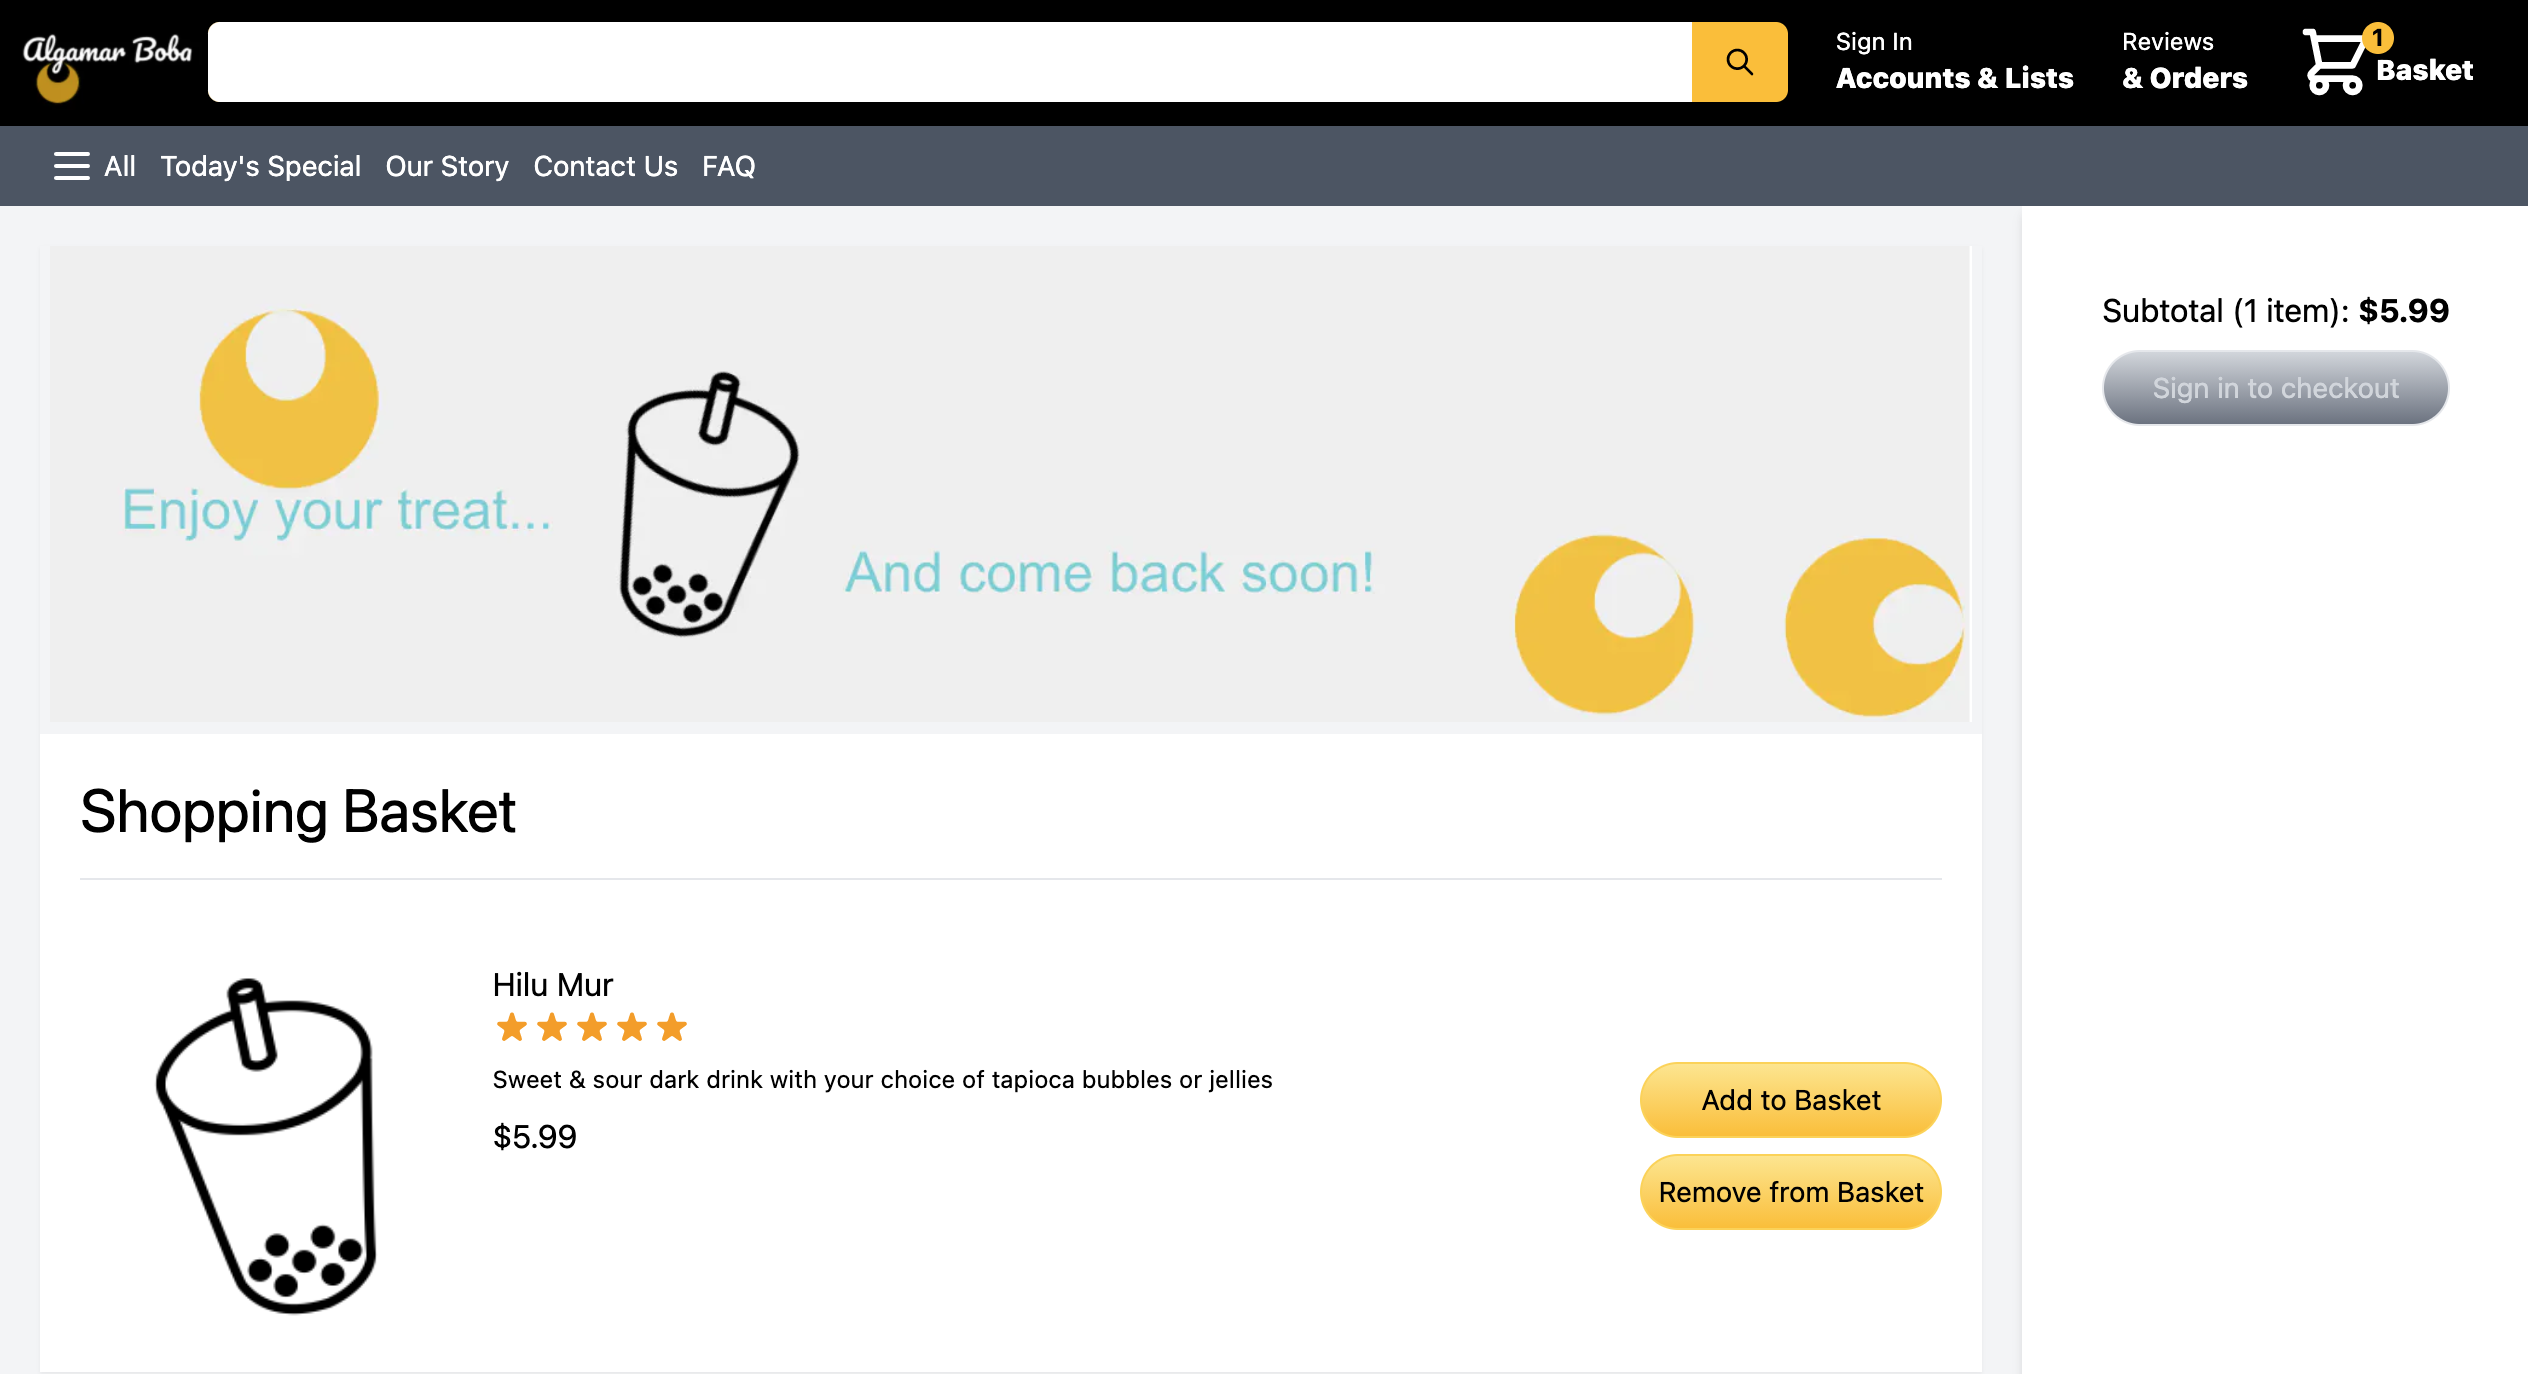 Algamar Boba
Sign In
Accounts & Lists
Reviews
& Orders
1
Basket
All Today's Special Our Story Contact Us FAQ
Enjoy your treat...
And come back soon!
Subtotal (1 item): $5.99
Sign in to checkout
Shopping Basket
Hilu Mur
Sweet & sour dark drink with your choice of tapioca bubbles or jellies
$5.99
Add to Basket
Remove from Basket